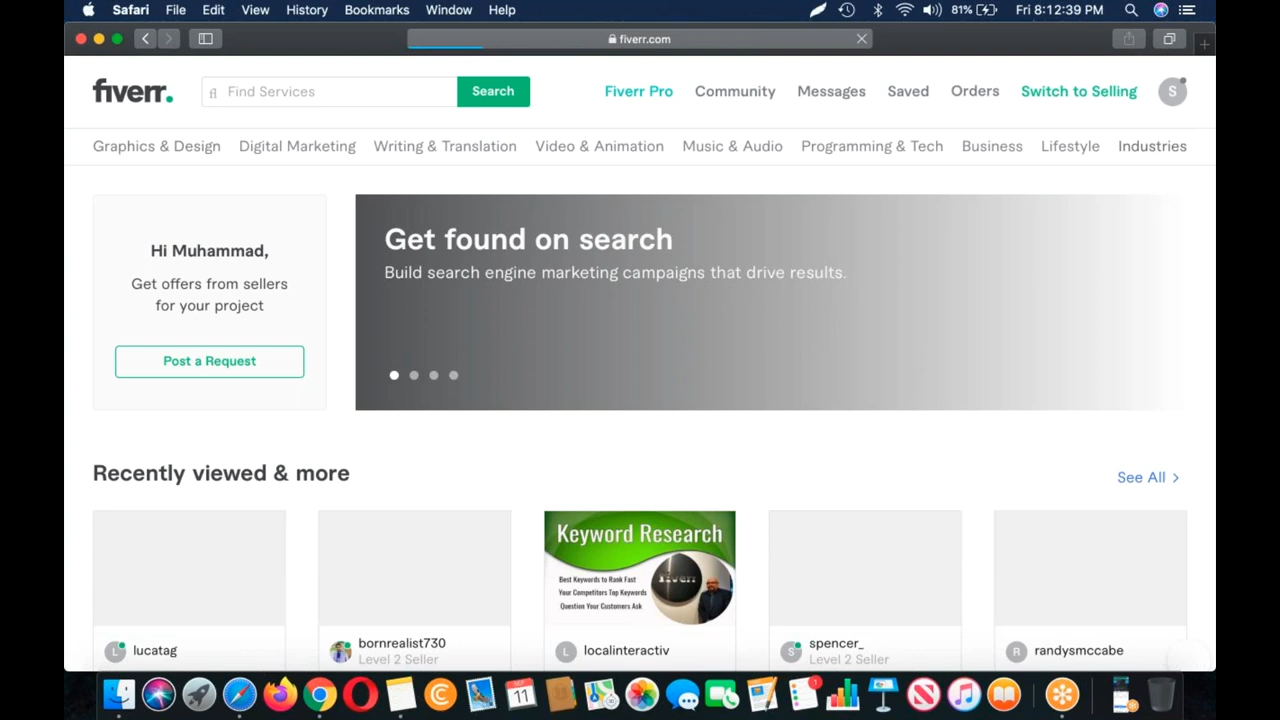 Safari File Edit View History Bookmarks Window Help 81% Fri 8:12:39 PM
fiverr.com
fiverr. Find Services Search Fiverr Pro Community Messages Saved Orders Switch to Selling S
Graphics & Design Digital Marketing Writing & Translation Video & Animation Music & Audio Programming & Tech Business Lifestyle Industries
Hi Muhammad,
Get offers from sellers
for your project
Post a Request
Get found on search
Build search engine marketing campaigns that drive results.
Recently viewed & more
See All >
Keyword Research
Best Keywords to Rank Fast
Your Competitors Top Keywords
Question Your Customers Ask
fiverr
L lucatag
bornrealist730
Level 2 Seller
L localinteractiv
S spencer_
Level 2 Seller
R randysmccabe
11
1